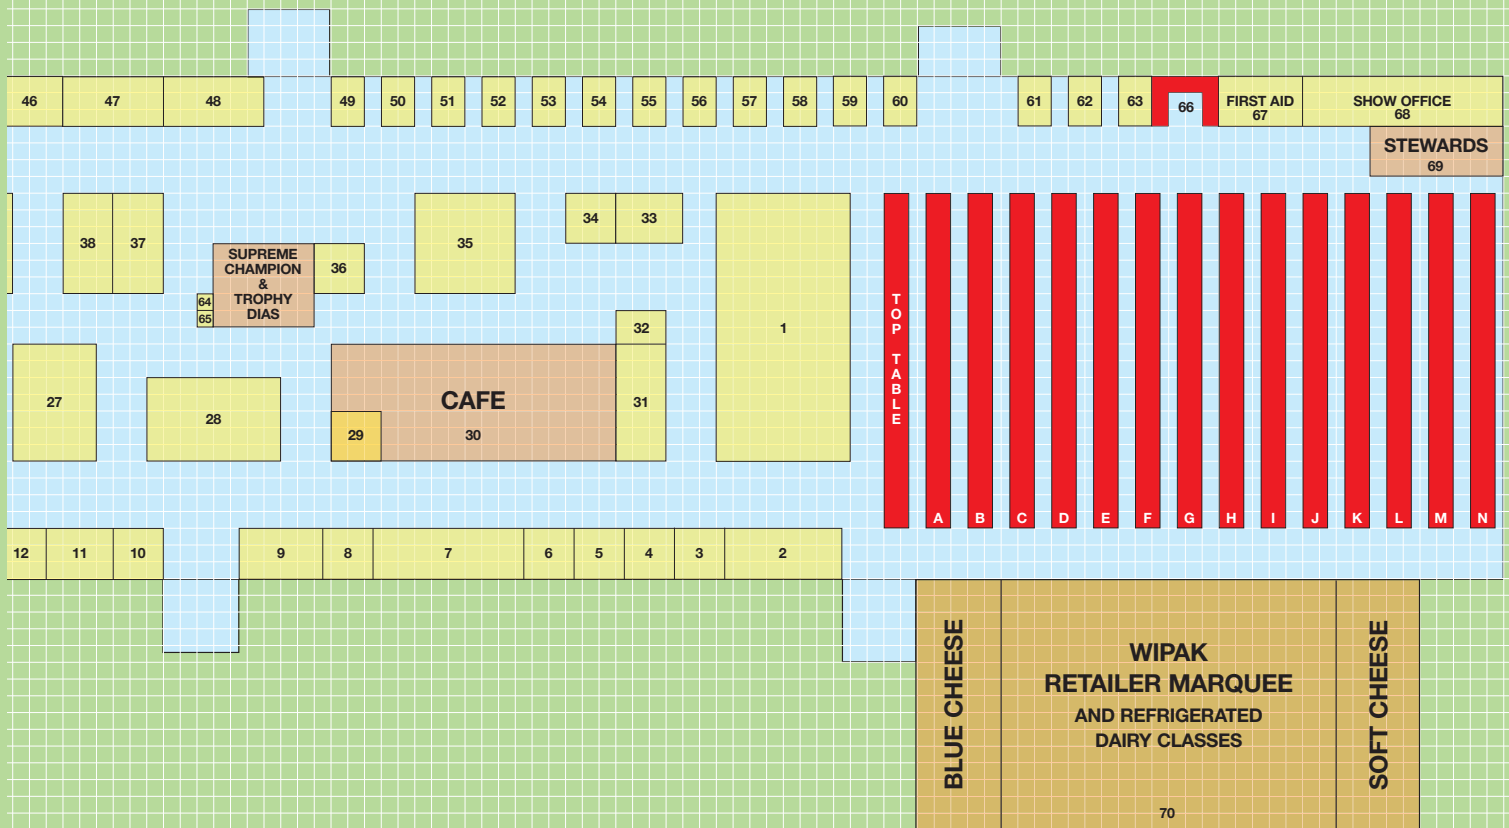 46 47 48 49 50 51 52 53 54 55 56 57 58 59 60 61 62 63 66 FIRST AID SHOW OFFICE
67 68
STEWARDS
69
38 37 35 34 33
SUPREME
CHAMPION
&
TROPHY
DIAS
36
64
65
32
1
TOP TABLE
27 28
CAFE
29 30
31
A B C D E F G H I J K L M N
12 11 10 9 8 7 6 5 4 3 2
BLUE CHEESE
WIPAK
RETAILER MARQUEE
AND REFRIGERATED
DAIRY CLASSES
70
SOFT CHEESE